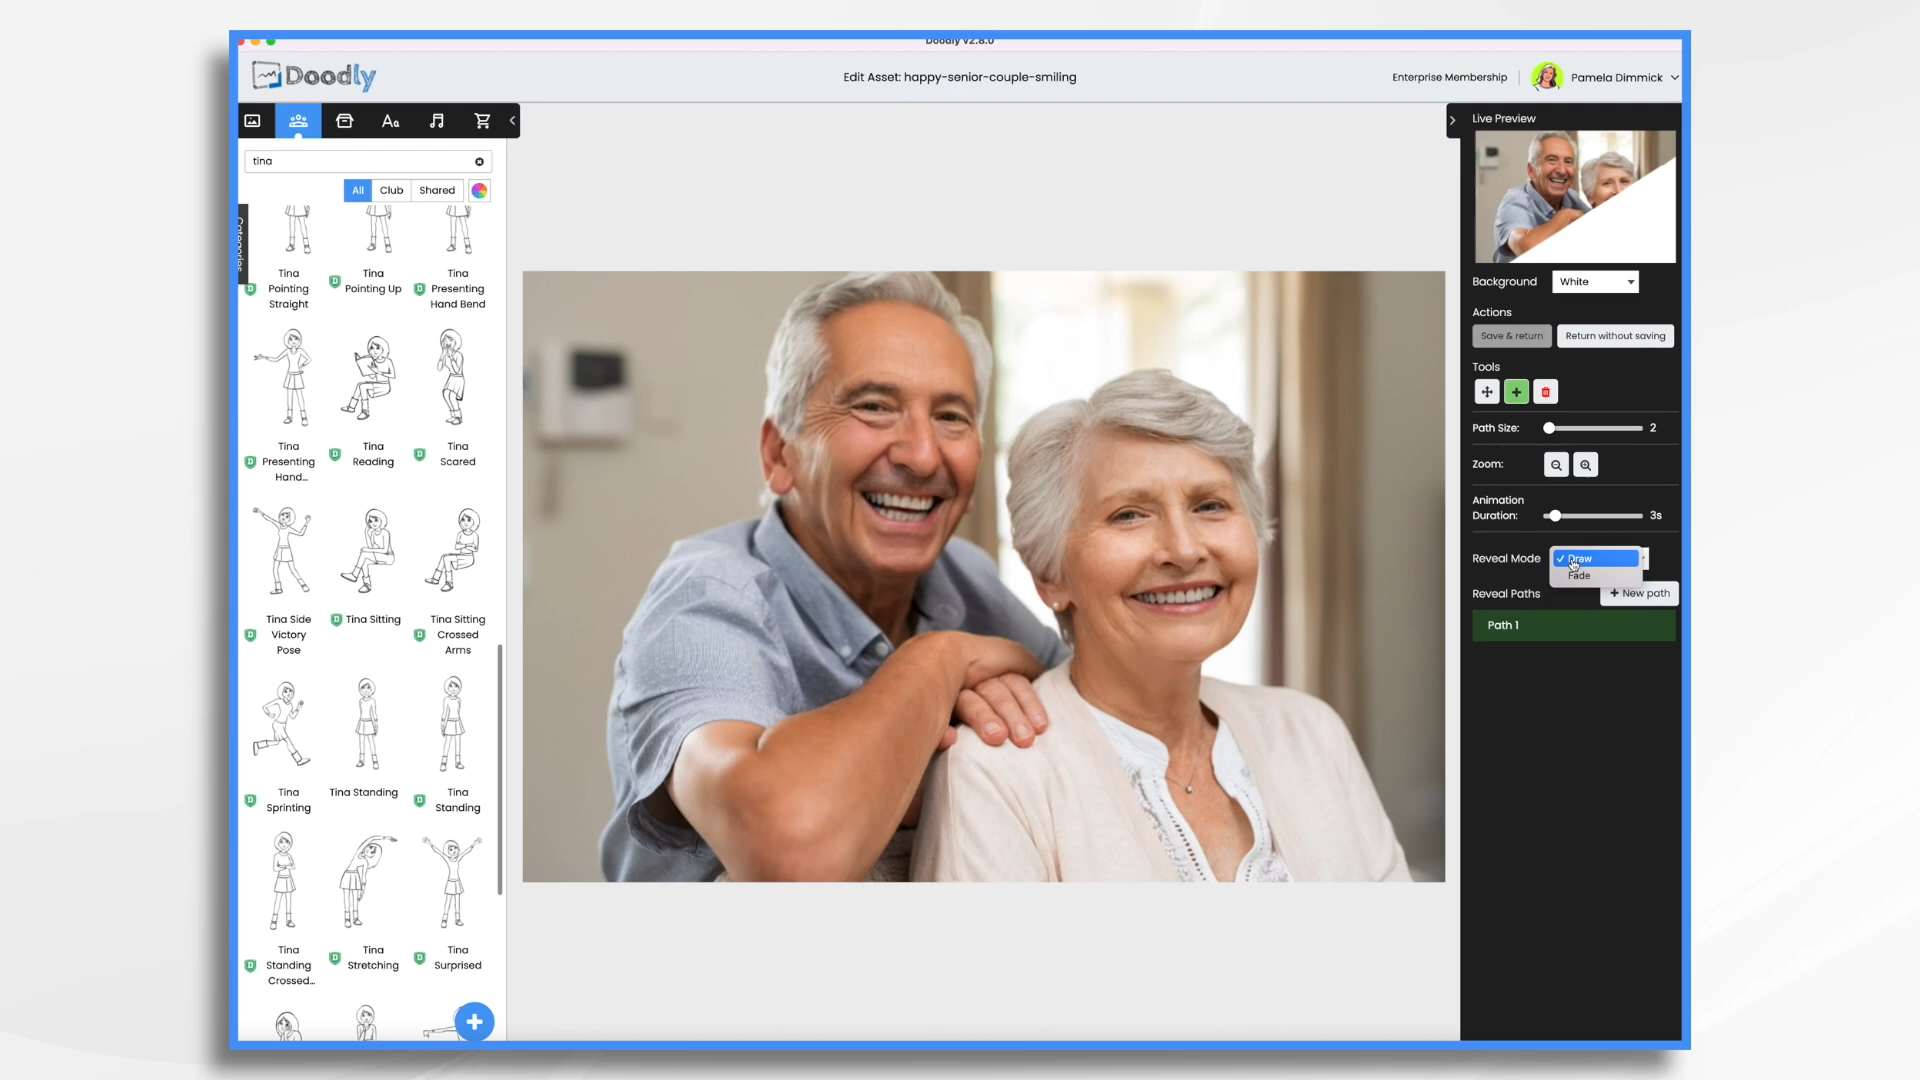 Doodly v2.8.0
Doodly
Edit Asset: happy-senior-couple-smiling
Enterprise Membership
Pamela Dimmick
Aa
tina
All
Club
Shared
Categories
Tina Pointing Straight
Tina Pointing Up
Tina Presenting Hand Bend
Tina Presenting Hand...
Tina Reading
Tina Scared
Tina Side Victory Pose
Tina Sitting
Tina Sitting Crossed Arms
Tina Sprinting
Tina Standing
Tina Standing
Tina Standing Crossed...
Tina Stretching
Tina Surprised
Live Preview
Background
White
Actions
Save & return
Return without saving
Tools
Path Size:
2
Zoom:
Animation
Duration:
3s
Reveal Mode
✓ Draw
Fade
Reveal Paths
+ New path
Path 1